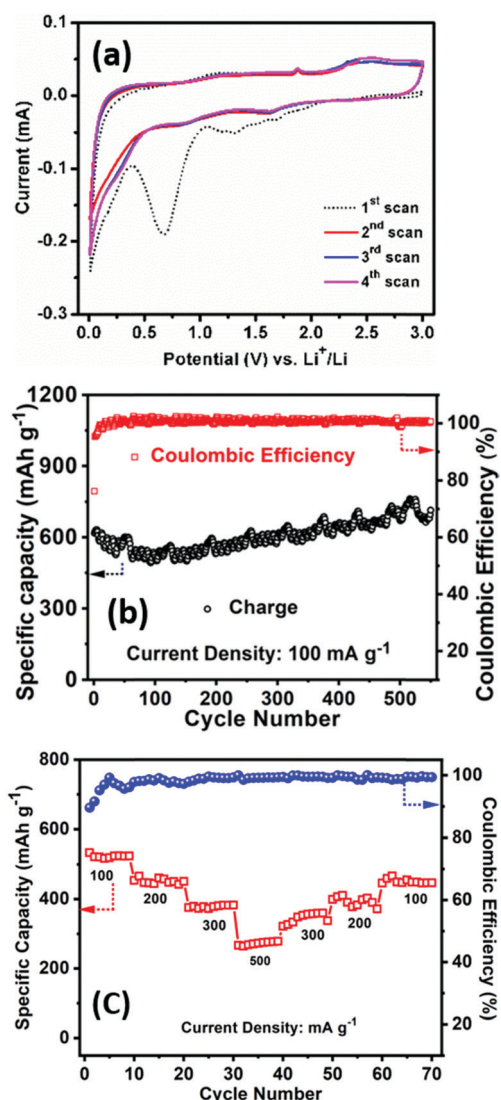 (a)
Current (mA)
0.1
0.0
-0.1
-0.2
-0.3
1st scan
2nd scan
3rd scan
4th scan
0.0 0.5 1.0 1.5 2.0 2.5 3.0
Potential (V) vs. Li+/Li
Specific capacity (mAh g-1)
1200
900
600
300
0
100
80
60
40
20
Coulombic Efficiency (%)
Coulombic Efficiency
(b)
Charge
Current Density: 100 mA g-1
0 100 200 300 400 500
Cycle Number
Specific Capacity (mAh g-1)
800
600
400
200
0
100
80
60
40
20
Coulombic Efficiency (%)
100
200
300
500
300
200
100
(C)
Current Density: mA g-1
0 10 20 30 40 50 60 70
Cycle Number